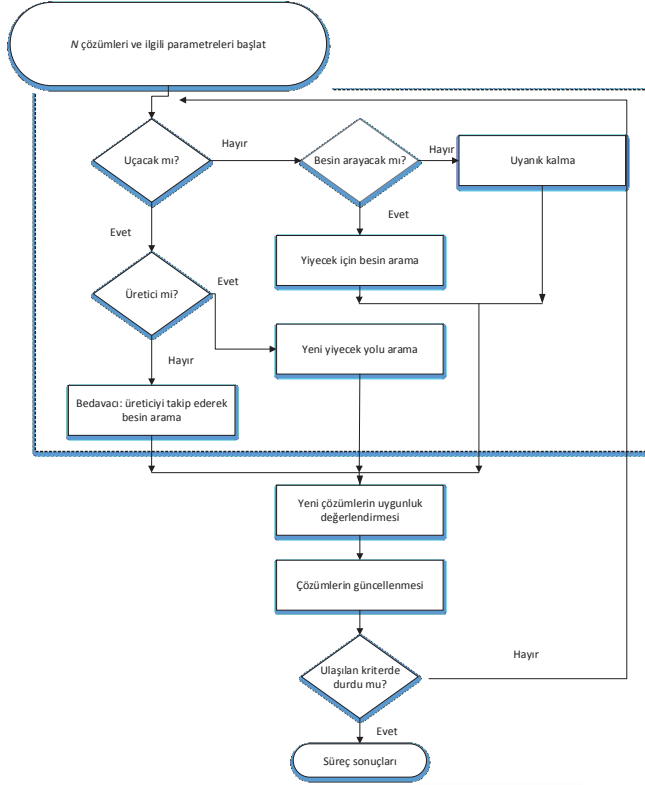 N çözümleri ve ilgili parametreleri başlat
Uçacak mı?
Hayır
Besin arayacak mı?
Hayır
Uyanık kalma
Evet
Evet
Yiyecek için besin arama
Üretici mi?
Evet
Yeni yiyecek yolu arama
Hayır
Bedavacı: üreticiyi takip ederek
besin arama
Yeni çözümlerin uygunluk
değerlendirmesi
Çözümlerin güncellenmesi
Ulaşılan kriterde
durdu mu?
Hayır
Evet
Süreç sonuçları